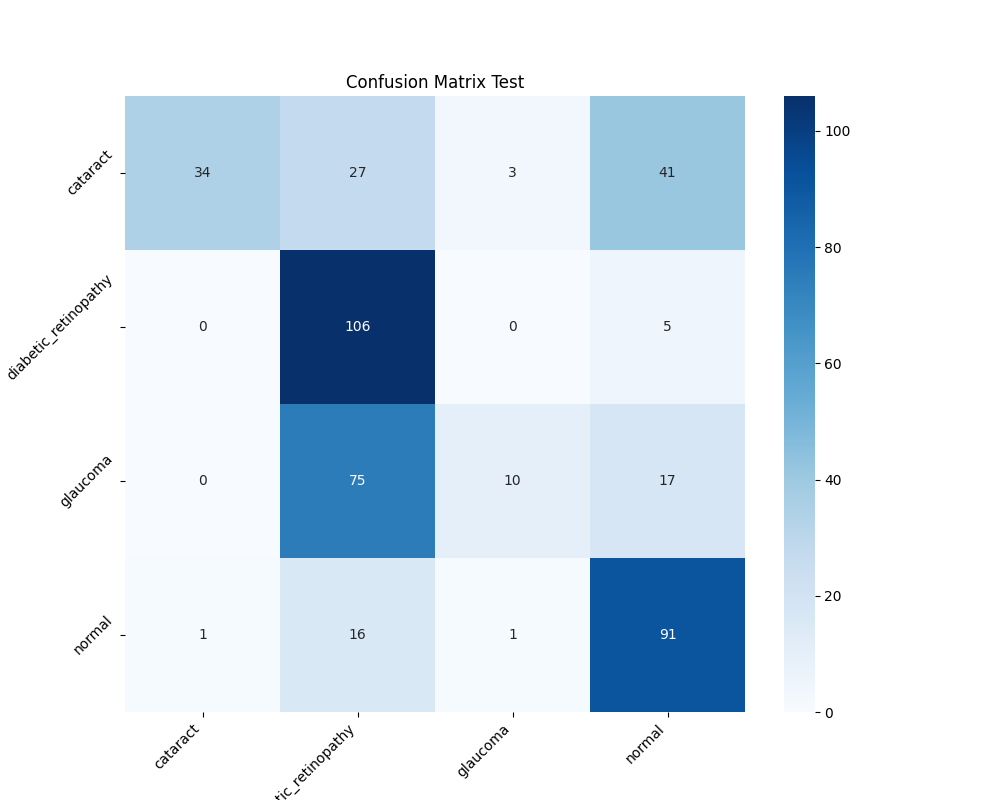 Confusion Matrix Test
cataract 34 27 3 41
diabetic_retinopathy 0 106 0 5
glaucoma 0 75 10 17
normal 1 16 1 91
cataract tic_retinopathy glaucoma normal
100
80
60
40
20
0